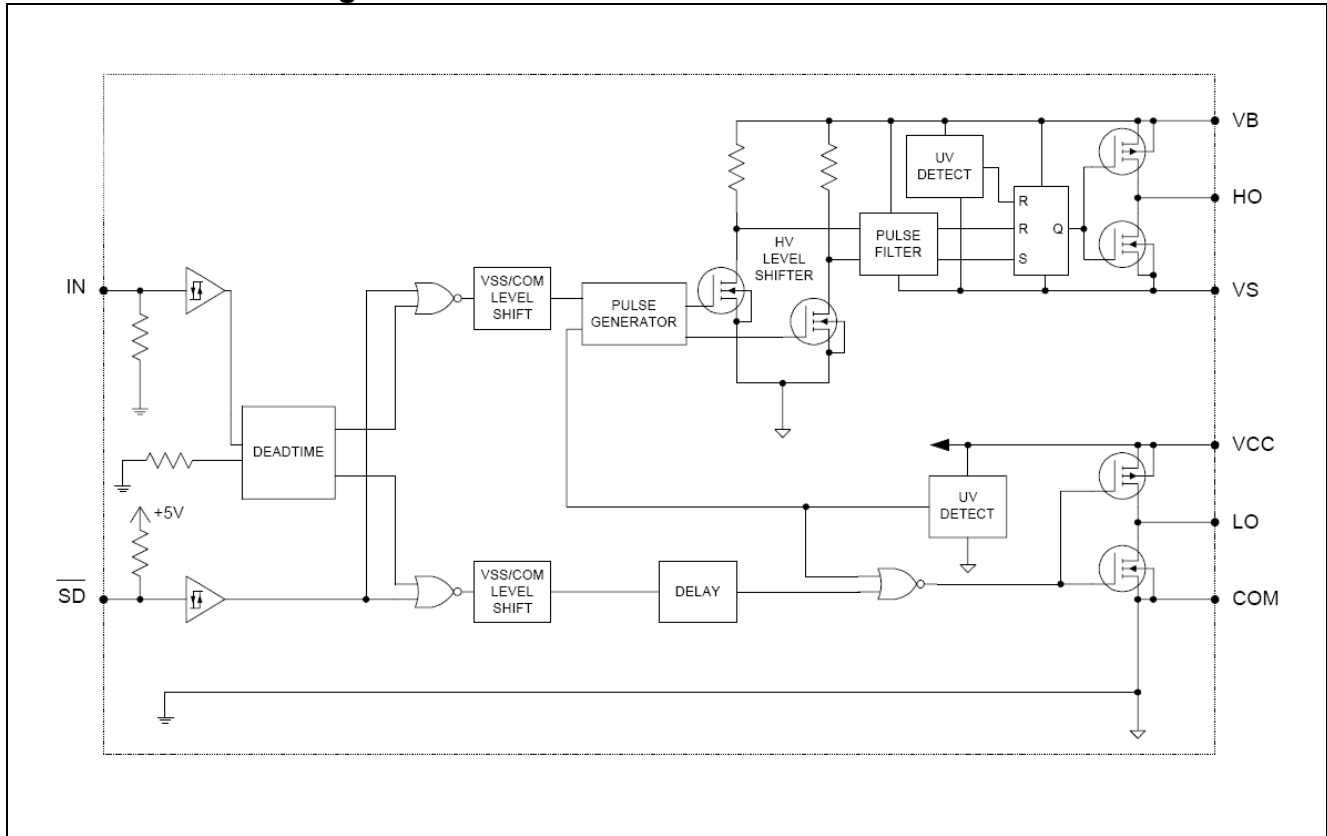 g
VB
UV
DETECT
HO
R
R
Q
S
PULSE
FILTER
HV
LEVEL
SHIFTER
IN
VSS/COM
LEVEL
SHIFT
PULSE
GENERATOR
VS
DEADTIME
VCC
+5V
UV
DETECT
LO
SD
VSS/COM
LEVEL
SHIFT
DELAY
COM